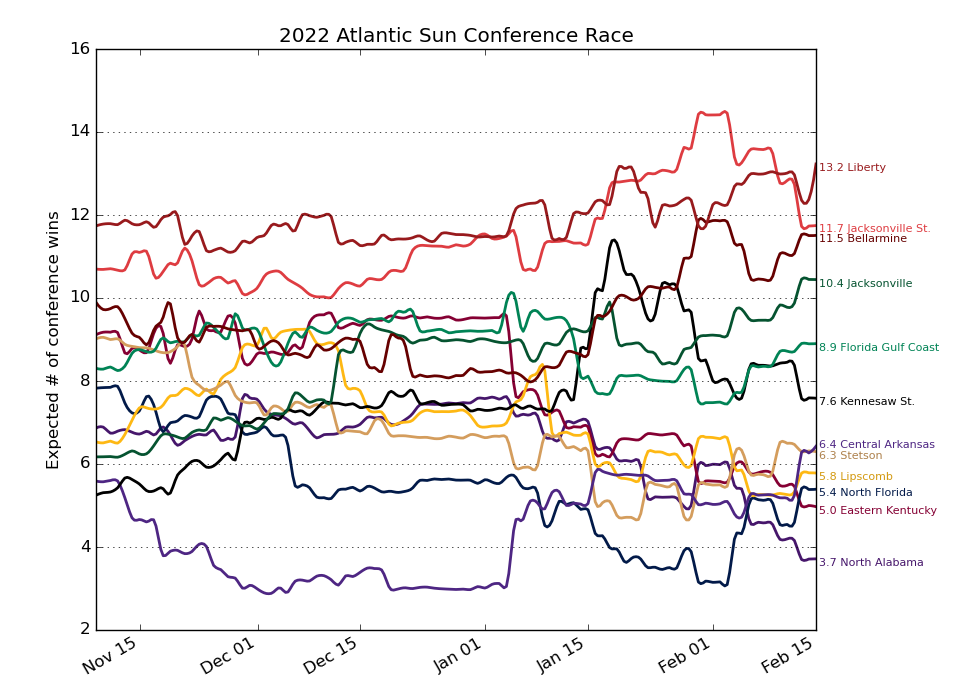 2022 Atlantic Sun Conference Race
Expected # of conference wins
16
14
12
10
8
6
4
2
Nov 15
Dec 01
Dec 15
Jan 01
Jan 15
Feb 01
Feb 15
13.2 Liberty
11.7 Jacksonville St.
11.5 Bellarmine
10.4 Jacksonville
8.9 Florida Gulf Coast
7.6 Kennesaw St.
6.4 Central Arkansas
6.3 Stetson
5.8 Lipscomb
5.4 North Florida
5.0 Eastern Kentucky
3.7 North Alabama